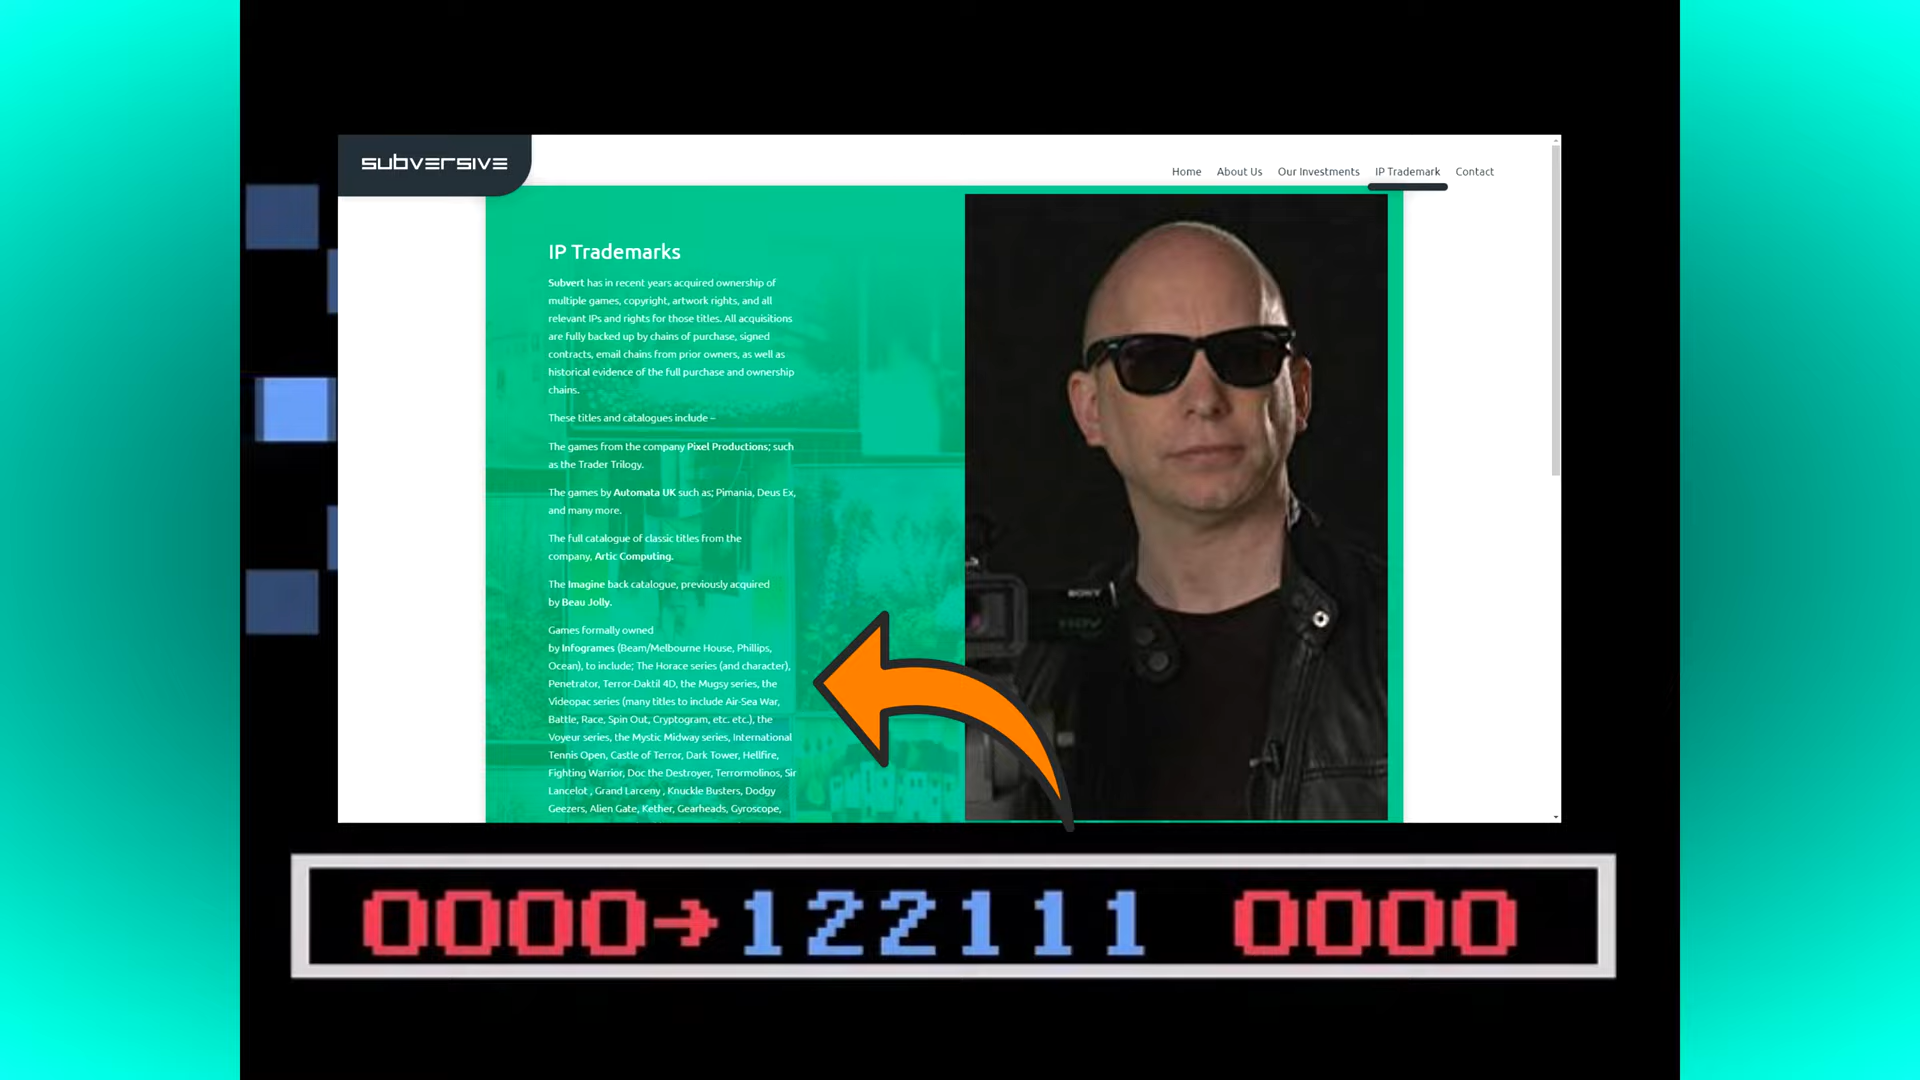 subversive
Home About Us Our Investments IP Trademark Contact
IP Trademarks
Subvert has in recent years acquired ownership of
multiple games, copyright, artwork rights, and all
relevant IPs and rights for those titles. All acquisitions
are fully backed up by chains of purchase, signed
contracts, email chains from prior owners, as well as
historical evidence of the full purchase and ownership
chains.
These titles and catalogues include –
The games from the company Pixel Productions; such
as the Trader Trilogy.
The games by Automata UK such as; Pimania, Deus Ex,
and many more.
The full catalogue of classic titles from the
company, Artic Computing.
The Imagine back catalogue, previously acquired
by Beau Jolly.
Games formally owned
by Infogrames (Beam/Melbourne House, Phillips,
Ocean), to include; The Horace series (and character),
Penetrator, Terror-Daktil 4D, the Mugsy series, the
Videopac series (many titles to include Air-Sea War,
Battle, Race, Spin Out, Cryptogram, etc. etc.), the
Voyeur series, the Mystic Midway series, International
Tennis Open, Castle of Terror, Dark Tower, Hellfire,
Fighting Warrior, Doc the Destroyer, Terrormolinos, Sir
Lancelot , Grand Larceny , Knuckle Busters, Dodgy
Geezers, Alien Gate, Kether, Gearheads, Gyroscope,
SONY
HDV
0000→122111 0000